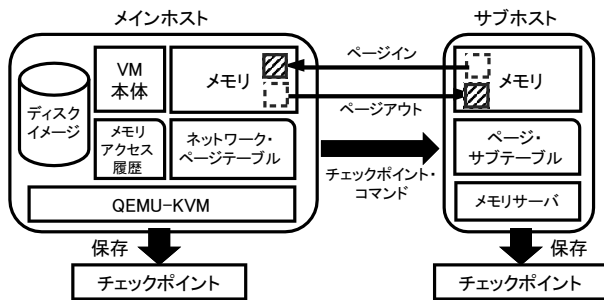 メインホスト
サブホスト
ディスク
イメージ
VM
本体
メモリ
ページイン
ページアウト
メモリ
メモリ
アクセス
履歴
ネットワーク・
ページテーブル
チェックポイント・
コマンド
ページ・
サブテーブル
QEMU-KVM
メモリサーバ
保存
保存
チェックポイント
チェックポイント